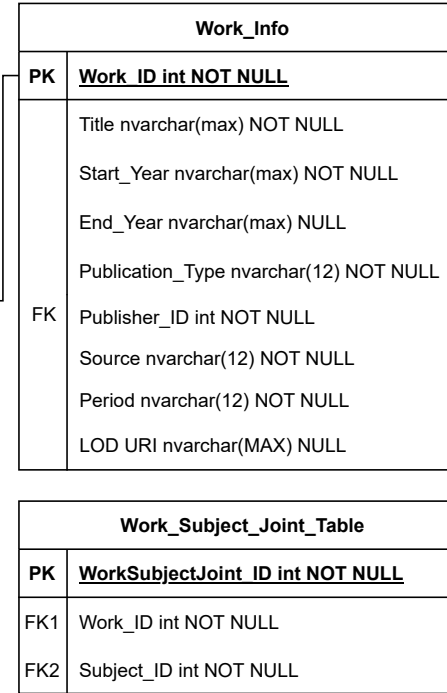 Work_Info
PK Work_ID int NOT NULL
Title nvarchar(max) NOT NULL
Start_Year nvarchar(max) NOT NULL
End_Year nvarchar(max) NULL
Publication_Type nvarchar(12) NOT NULL
FK Publisher_ID int NOT NULL
Source nvarchar(12) NOT NULL
Period nvarchar(12) NOT NULL
LOD URI nvarchar(MAX) NULL
Work_Subject_Joint_Table
PK WorkSubjectJoint_ID int NOT NULL
FK1 Work_ID int NOT NULL
FK2 Subject_ID int NOT NULL